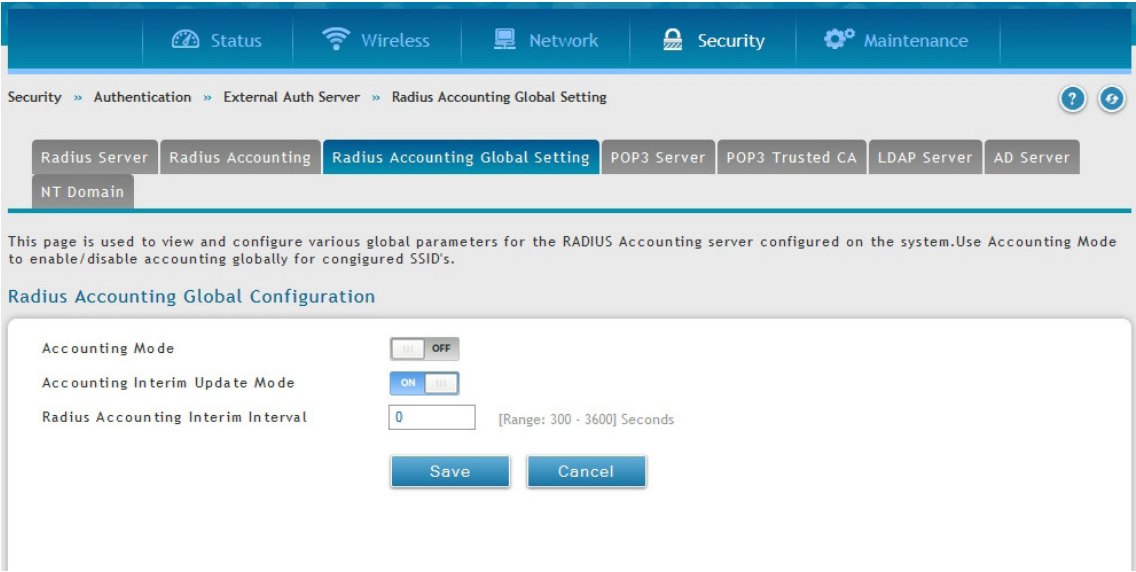 Status Wireless Network Security Maintenance
Security » Authentication » External Auth Server » Radius Accounting Global Setting
?
Radius Server Radius Accounting Radius Accounting Global Setting POP3 Server POP3 Trusted CA LDAP Server AD Server
NT Domain
This page is used to view and configure various global parameters for the RADIUS Accounting server configured on the system.Use Accounting Mode
to enable/disable accounting globally for congigured SSID's.
Radius Accounting Global Configuration
Accounting Mode OFF
Accounting Interim Update Mode ON
Radius Accounting Interim Interval 0 [Range: 300 - 3600] Seconds
Save Cancel